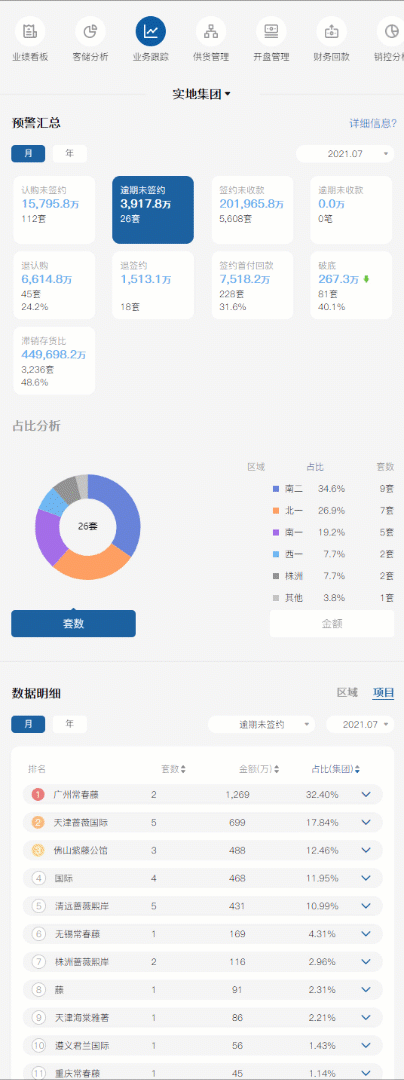 业绩看板 客储分析 业务跟踪 供货管理 开盘管理 财务回款 销控分析
实地集团
预警汇总 详细信息?
月 年 2021.07
认购未签约 逾期未签约 签约未收款 逾期未收款
15,795.8万 3,917.8万 201,965.8万 0.0万
112套 26套 5,608套 0笔
退认购 退签约 签约首付回款 破底
6,614.8万 1,513.1万 7,518.2万 267.3万
45套 18套 228套 81套
24.2% 31.6% 40.1%
滞销存货比
449,698.2万
3,236套
48.6%
占比分析
区域 占比 套数
南二 34.6% 9套
北一 26.9% 7套
26套
南一 19.2% 5套
西一 7.7% 2套
株洲 7.7% 2套
其他 3.8% 1套
套数 金额
数据明细 区域 项目
月 年 逾期未签约 2021.07
排名 套数 金额(万) 占比(集团)
1 广州常春藤 2 1,269 32.40%
2 天津蔷薇国际 5 699 17.84%
3 佛山紫藤公馆 3 488 12.46%
4 国际 4 468 11.95%
5 清远蔷薇熙岸 5 431 10.99%
6 无锡常春藤 1 169 4.31%
7 株洲蔷薇熙岸 2 116 2.96%
8 藤 1 91 2.31%
9 天津海棠雅著 1 86 2.21%
10 遵义君兰国际 1 56 1.43%
11 重庆常春藤 1 45 1.14%